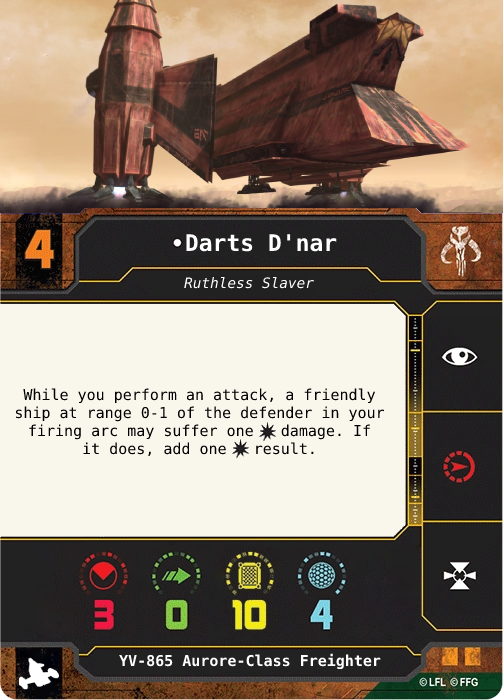 4
•Darts D'nar
Ruthless Slaver
While you perform an attack, a friendly
ship at range 0-1 of the defender in your
firing arc may suffer one damage. If
it does, add one result.
3 0 10 4
YV-865 Aurore-Class Freighter
©LFL ©FFG